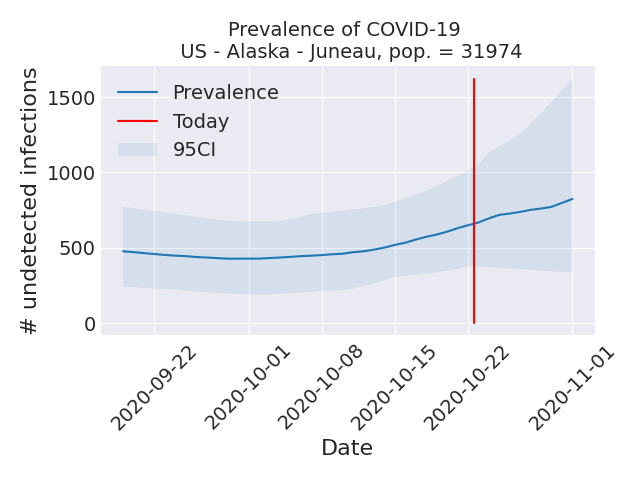 Prevalence of COVID-19
US - Alaska - Juneau, pop. = 31974
# undetected infections
1500
1000
500
0
Prevalence
Today
95CI
2020-09-22
2020-10-01
2020-10-08
2020-10-15
2020-10-22
2020-11-01
Date